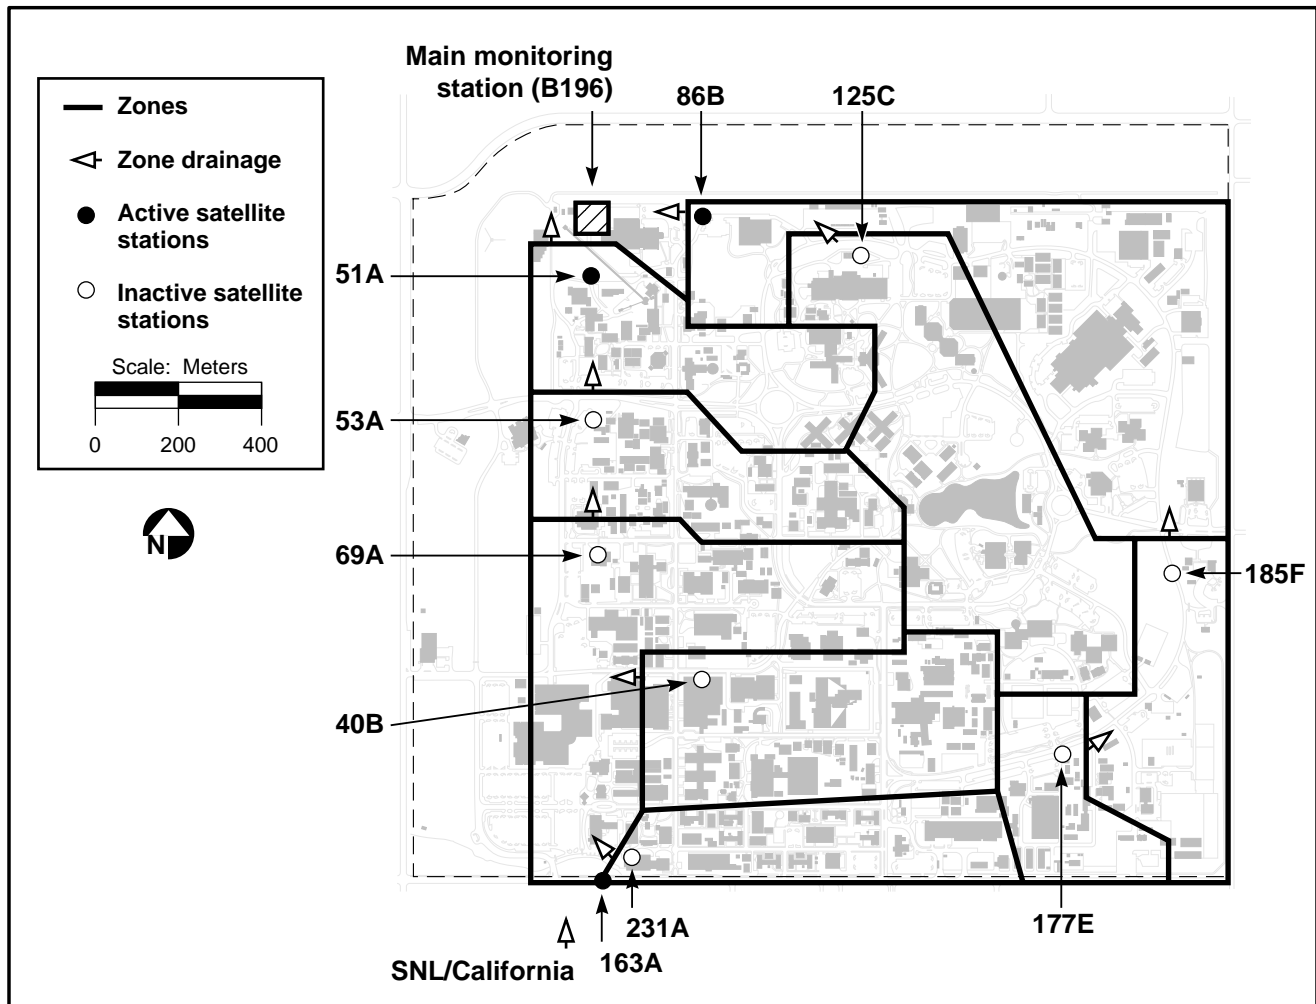 Main monitoring
station (B196)
86B
125C
Zones
Zone drainage
Active satellite
stations
Inactive satellite
stations
Scale: Meters
0 200 400
N
51A
53A
69A
40B
185F
231A
163A
177E
SNL/California